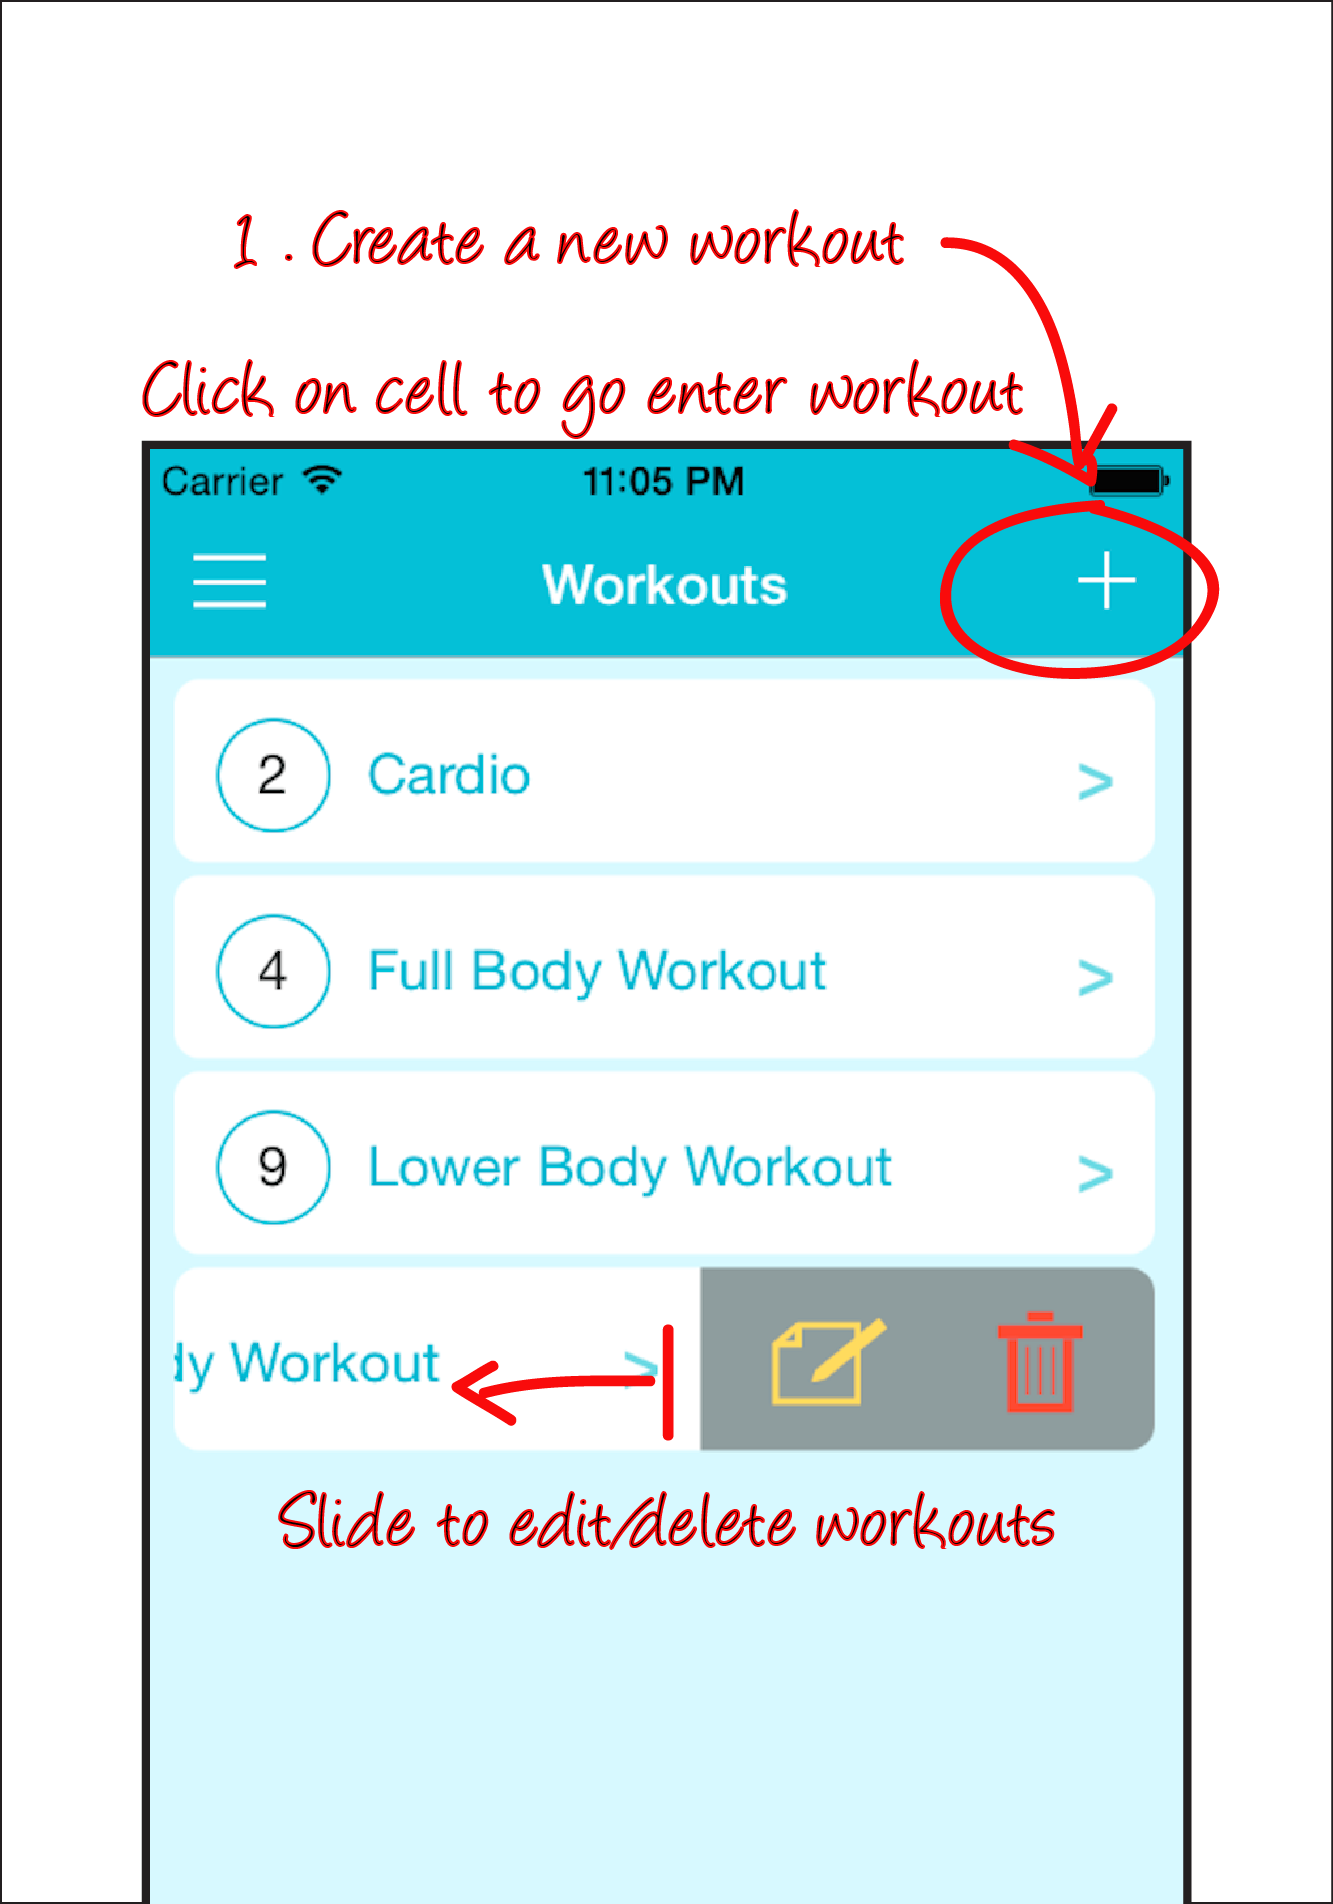 1 . Create a new workout
Click on cell to go enter workout
Carrier 11:05 PM
Workouts +
2 Cardio >
4 Full Body Workout >
9 Lower Body Workout >
dy Workout >
Slide to edit/delete workouts